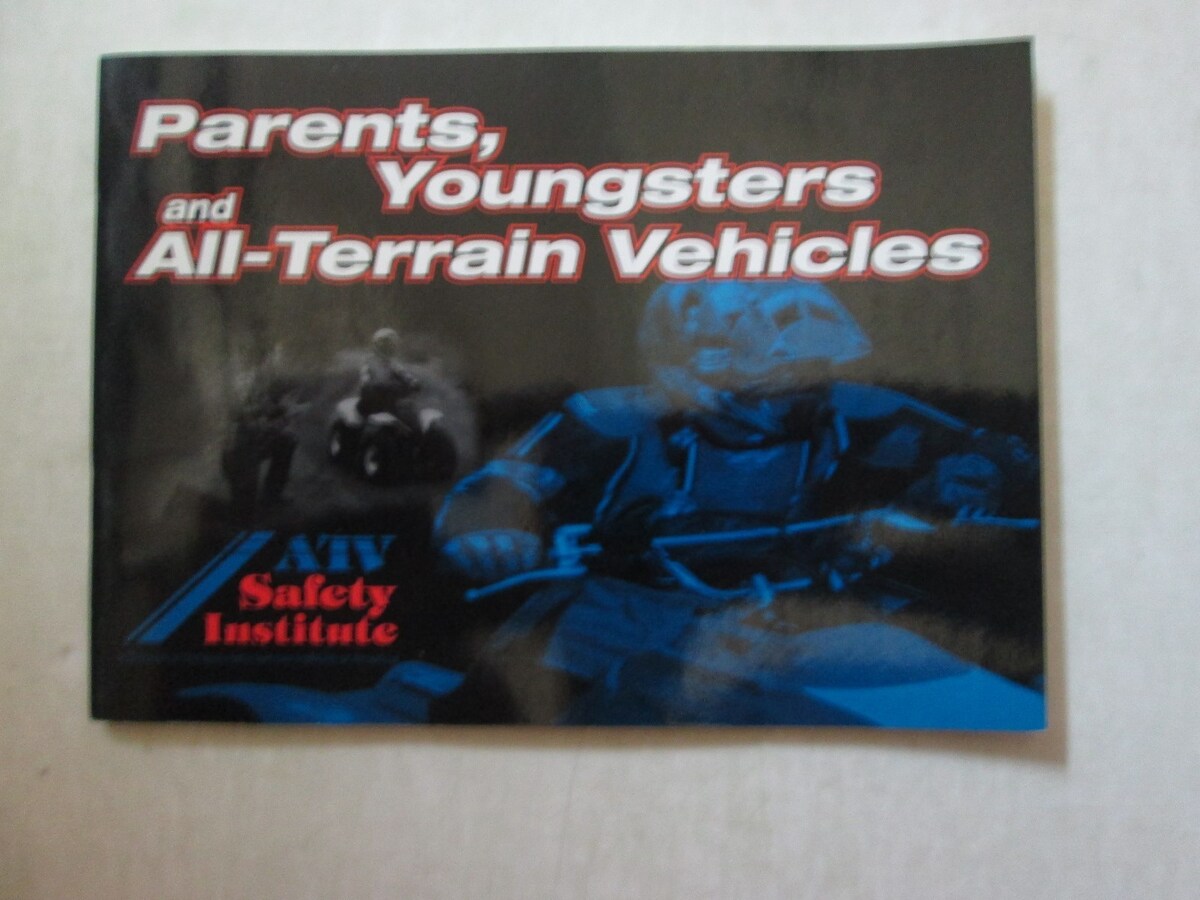 Parents,
Youngsters
and
All-Terrain Vehicles
ATV
Safety
Institute